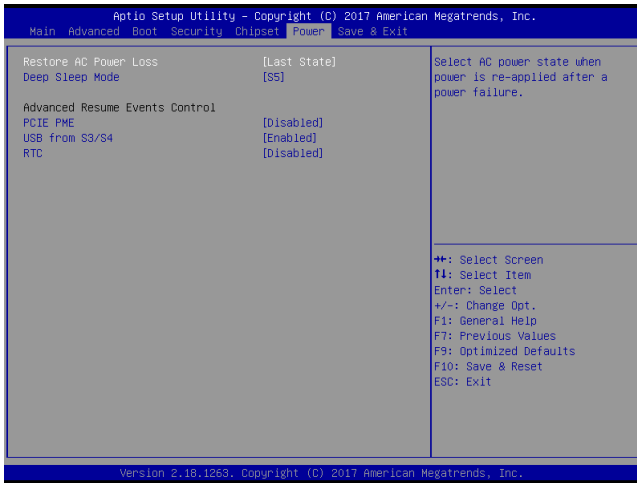 Aptio Setup Utility - Copyright (C) 2017 American Megatrends, Inc.
Main Advanced Boot Security Chipset Power Save & Exit
Restore AC Power Loss [Last State]
Deep Sleep Mode [S5]
Advanced Resume Events Control
PCIE PME [Disabled]
USB from S3/S4 [Enabled]
RTC [Disabled]
Select AC power state when
power is re-applied after a
power failure.
→←: Select Screen
↑↓: Select Item
Enter: Select
+/-: Change Opt.
F1: General Help
F7: Previous Values
F9: Optimized Defaults
F10: Save & Reset
ESC: Exit
Version 2.18.1263. Copyright (C) 2017 American Megatrends, Inc.